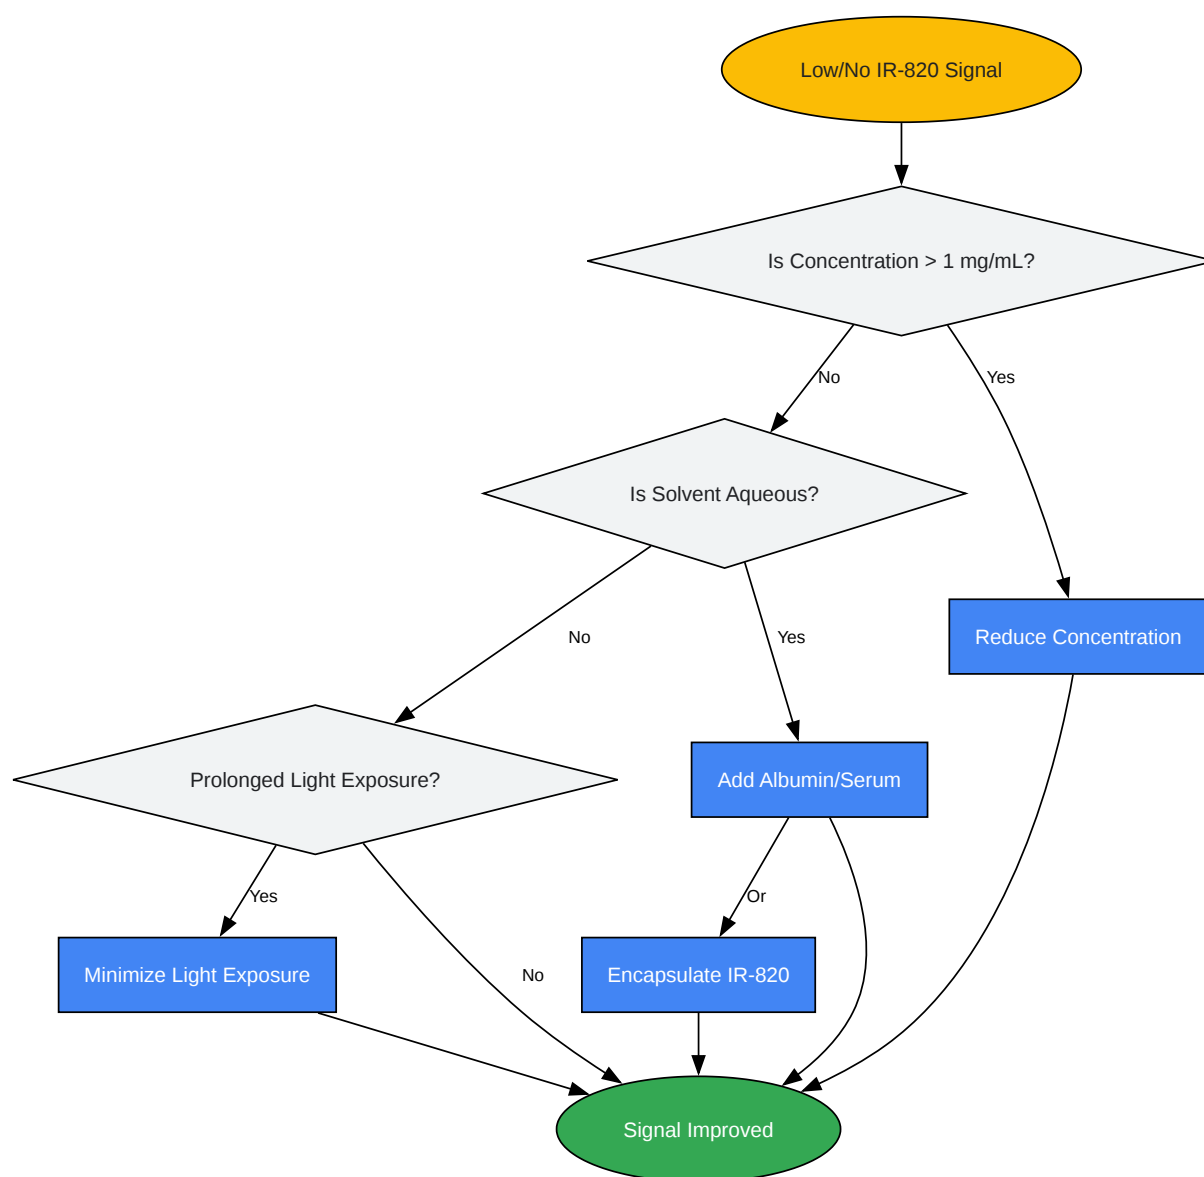 Low/No IR-820 Signal
Is Concentration > 1 mg/mL?
No
Yes
Is Solvent Aqueous?
No
Yes
Reduce Concentration
Prolonged Light Exposure?
Add Albumin/Serum
Yes
Or
No
Minimize Light Exposure
Encapsulate IR-820
Signal Improved